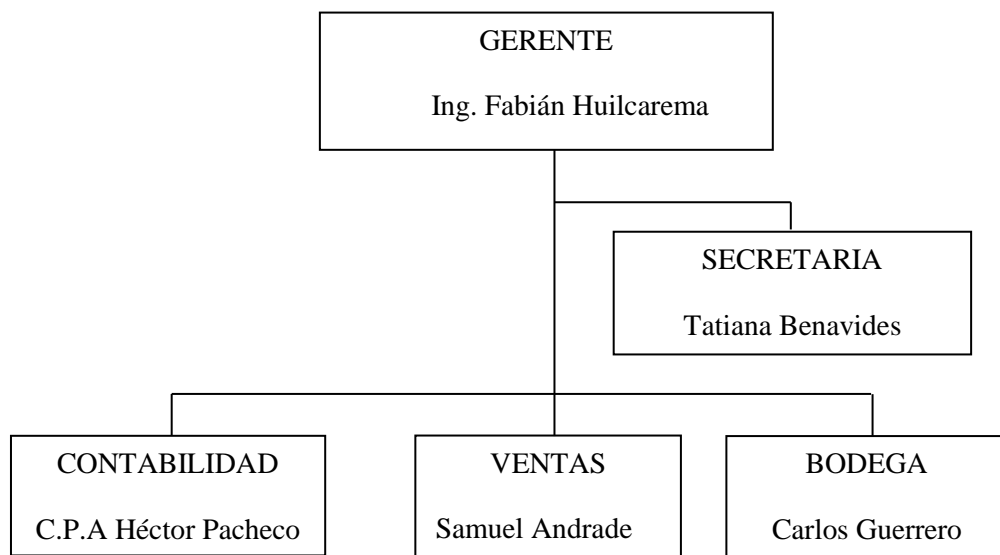 GERENTE
Ing. Fabián Huilcarema
SECRETARIA
Tatiana Benavides
CONTABILIDAD
C.P.A Héctor Pacheco
VENTAS
Samuel Andrade
BODEGA
Carlos Guerrero